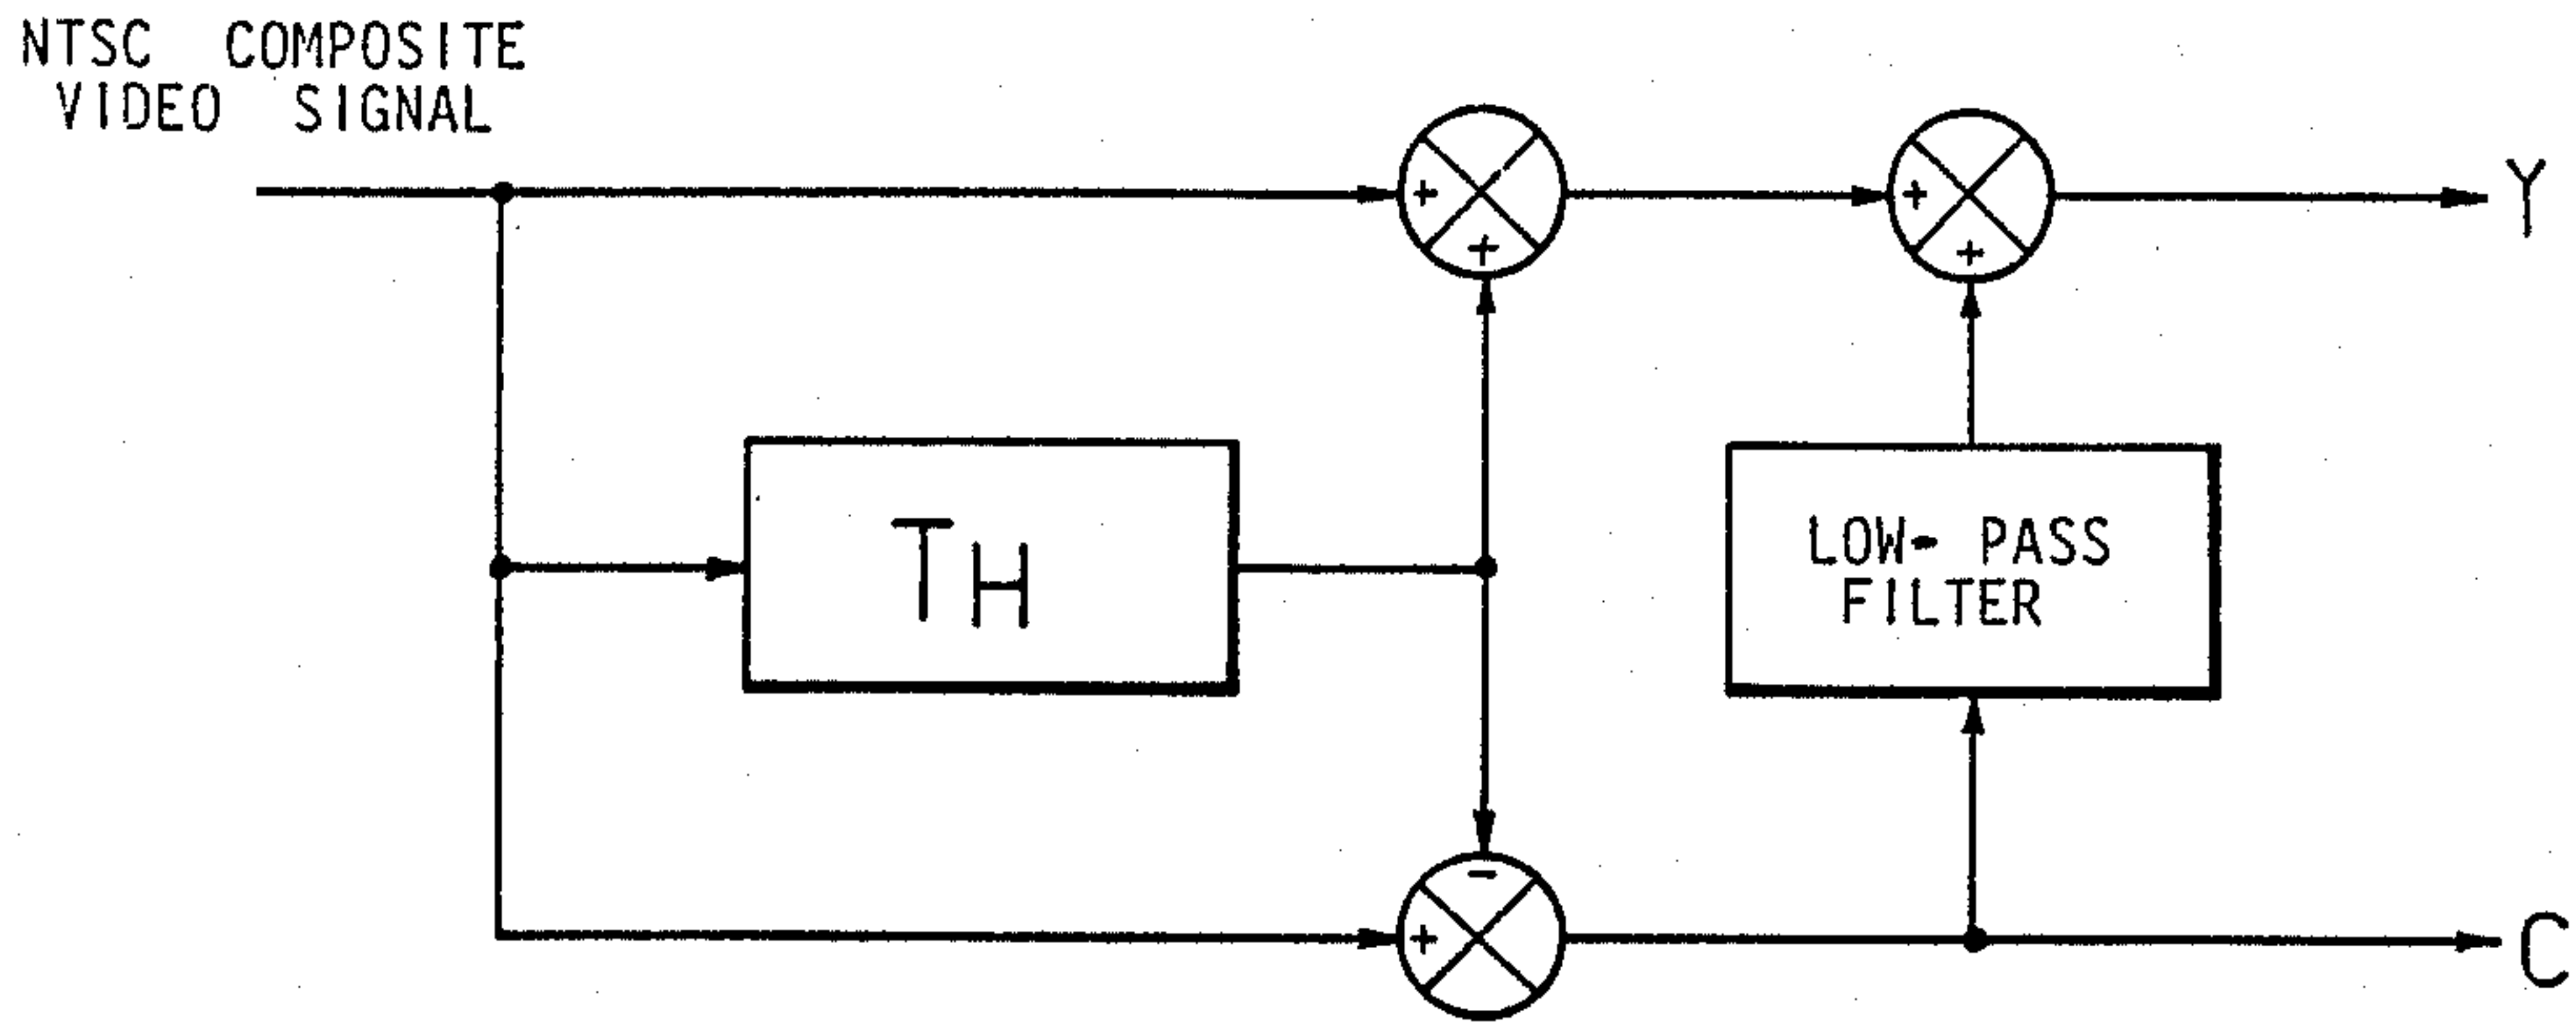 NTSC COMPOSITE
VIDEO SIGNAL
+
+
+
+
Y
TH
LOW- PASS
FILTER
-
+
C